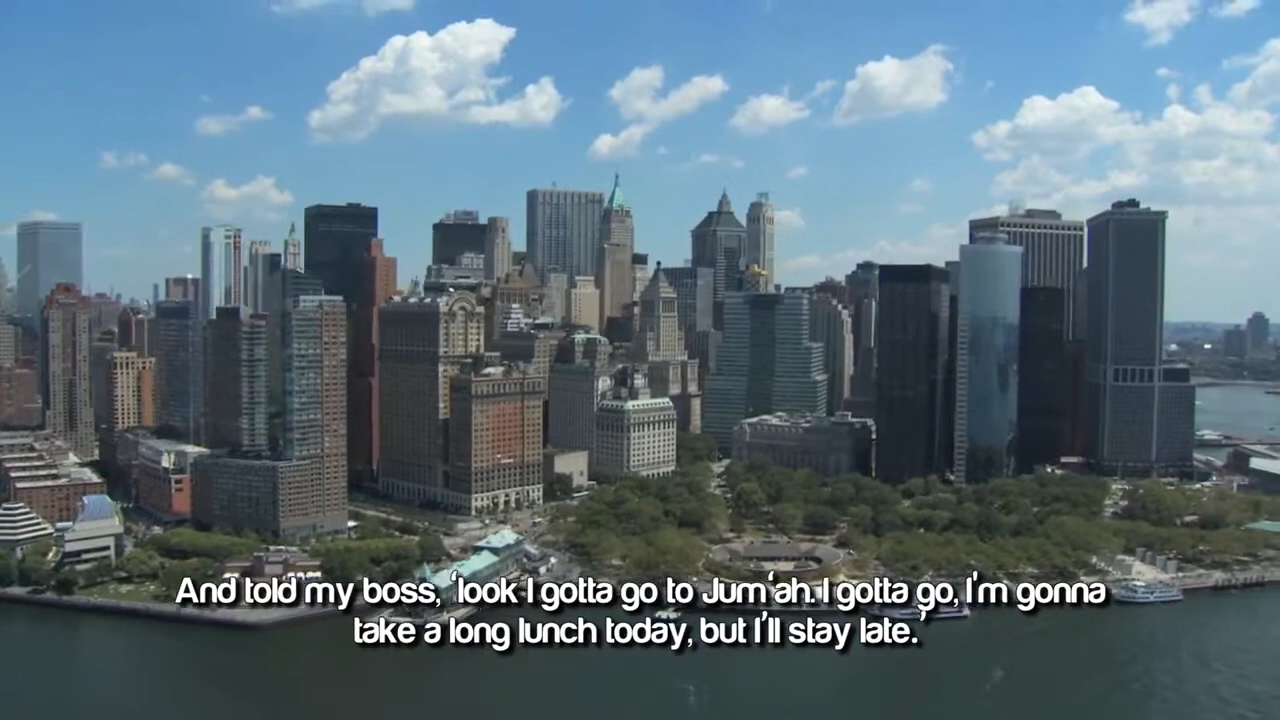 And told my boss, ‘look I gotta go to Jum‘ah. I gotta go, I'm gonna
take a long lunch today, but I'll stay late.’